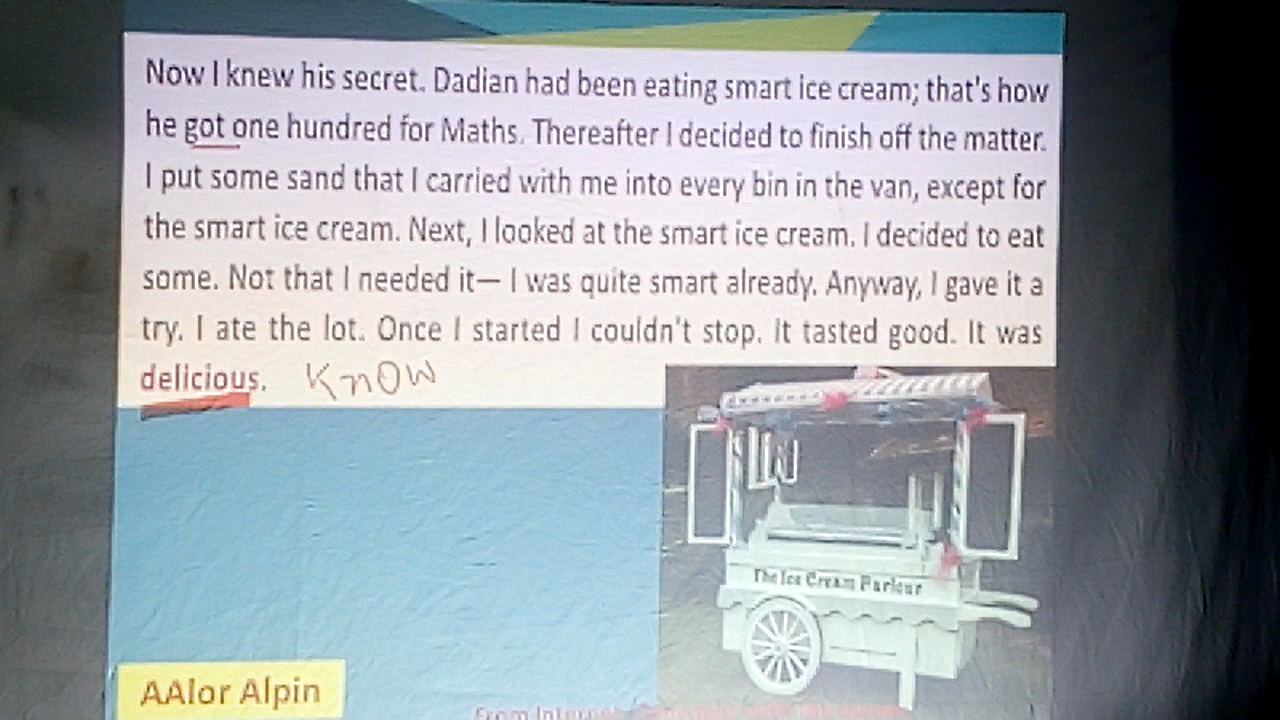 Now I knew his secret. Dadian had been eating smart ice cream; that's how
he got one hundred for Maths. Thereafter I decided to finish off the matter.
I put some sand that I carried with me into every bin in the van, except for
the smart ice cream. Next, I looked at the smart ice cream. I decided to eat
some. Not that I needed it— I was quite smart already. Anyway, I gave it a
try. I ate the lot. Once I started I couldn't stop. it tasted good. It was
delicious. KnOW
The Ice Cream Parlour
AAlor Alpin
From Internet